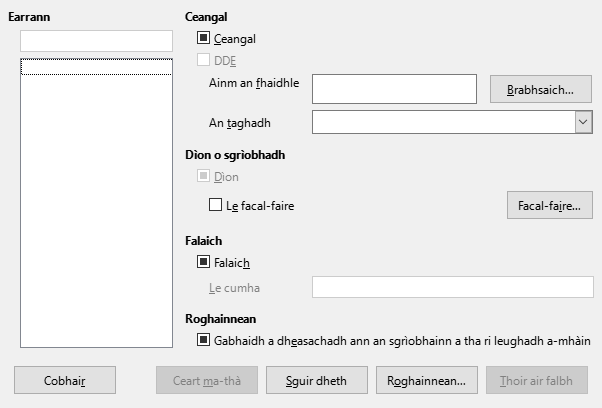 Earrann
Ceangal
Ceangal
DDE
Ainm an fhaidhle
Brabhsaich...
An taghadh
Dìon o sgrìobhadh
Dìon
Le facal-faire
Facal-faire...
Falaich
Falaich
Le cumha
Roghainnean
Gabhaidh a dheasachadh ann an sgrìobhainn a tha ri leughadh a-mhàin
Cobhair
Ceart ma-thà
Sguir dheth
Roghainnean...
Thoir air falbh